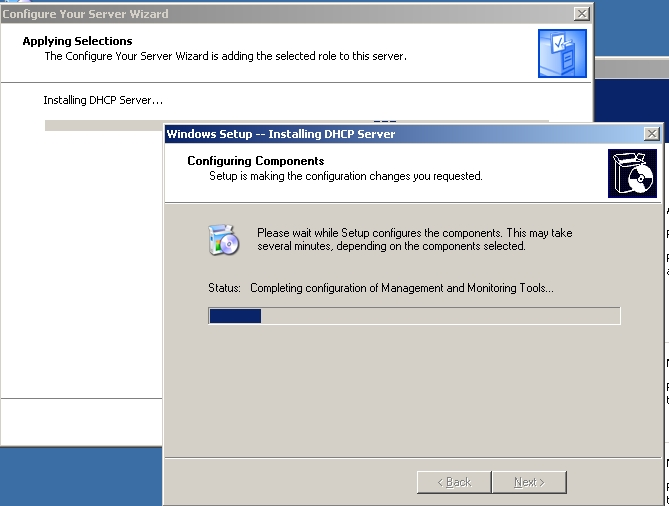 Configure Your Server Wizard
Applying Selections
The Configure Your Server Wizard is adding the selected role to this server.
Installing DHCP Server...
Windows Setup -- Installing DHCP Server
Configuring Components
Setup is making the configuration changes you requested.
Please wait while Setup configures the components. This may take
several minutes, depending on the components selected.
Status: Completing configuration of Management and Monitoring Tools...
< Back
Next >